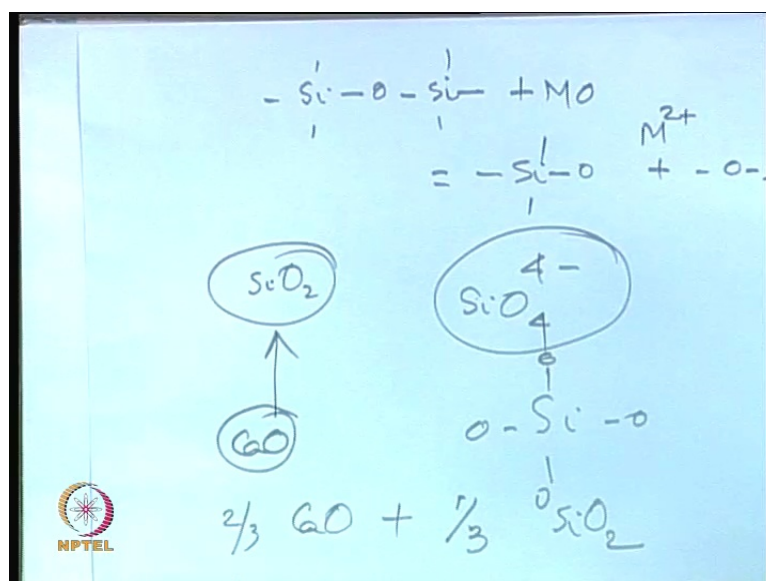 - Si - O - Si - + MO
= - Si - O M2+ + - O -
SiO2
SiO4 4-
O
CaO
O - Si - O
O
2/3 CaO + 1/3 SiO2
NPTEL